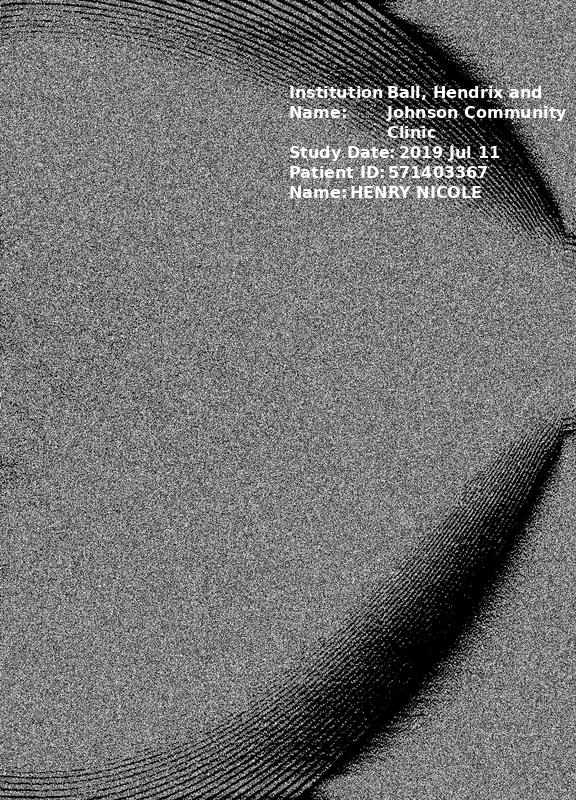 Institution Ball, Hendrix and
Name: Johnson Community
Clinic
Study Date: 2019 Jul 11
Patient ID: 571403367
Name: HENRY NICOLE